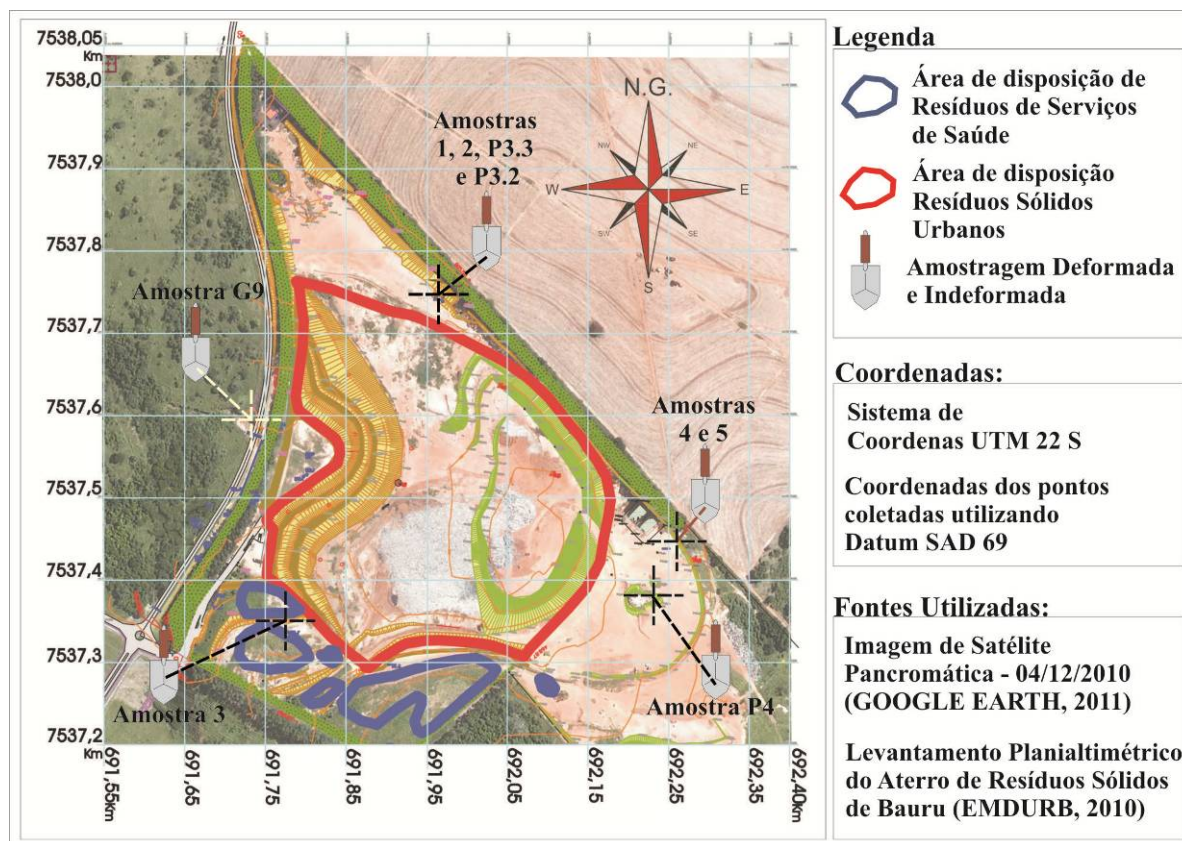 7538,05
Km
7538,0
7537,9
7537,8
7537,7
7537,6
7537,5
7537,4
7537,3
7537,2
Km
691,55Km
691,65
691,75
691,85
691,95
692,05
692,15
692,25
692,35
692,40Km
Amostras
1, 2, P3.3
e P3.2
N.G.
NW
NE
W
E
SW
SE
S
Amostra G9
Amostras
4 e 5
Amostra 3
Amostra P4
Legenda
Área de disposição de
Resíduos de Serviços
de Saúde
Área de disposição
Resíduos Sólidos
Urbanos
Amostragem Deformada
e Indeformada
Coordenadas:
Sistema de
Coordenas UTM 22 S
Coordenadas dos pontos
coletadas utilizando
Datum SAD 69
Fontes Utilizadas:
Imagem de Satélite
Pancromática - 04/12/2010
(GOOGLE EARTH, 2011)
Levantamento Planialtimétrico
do Aterro de Resíduos Sólidos
de Bauru (EMDURB, 2010)